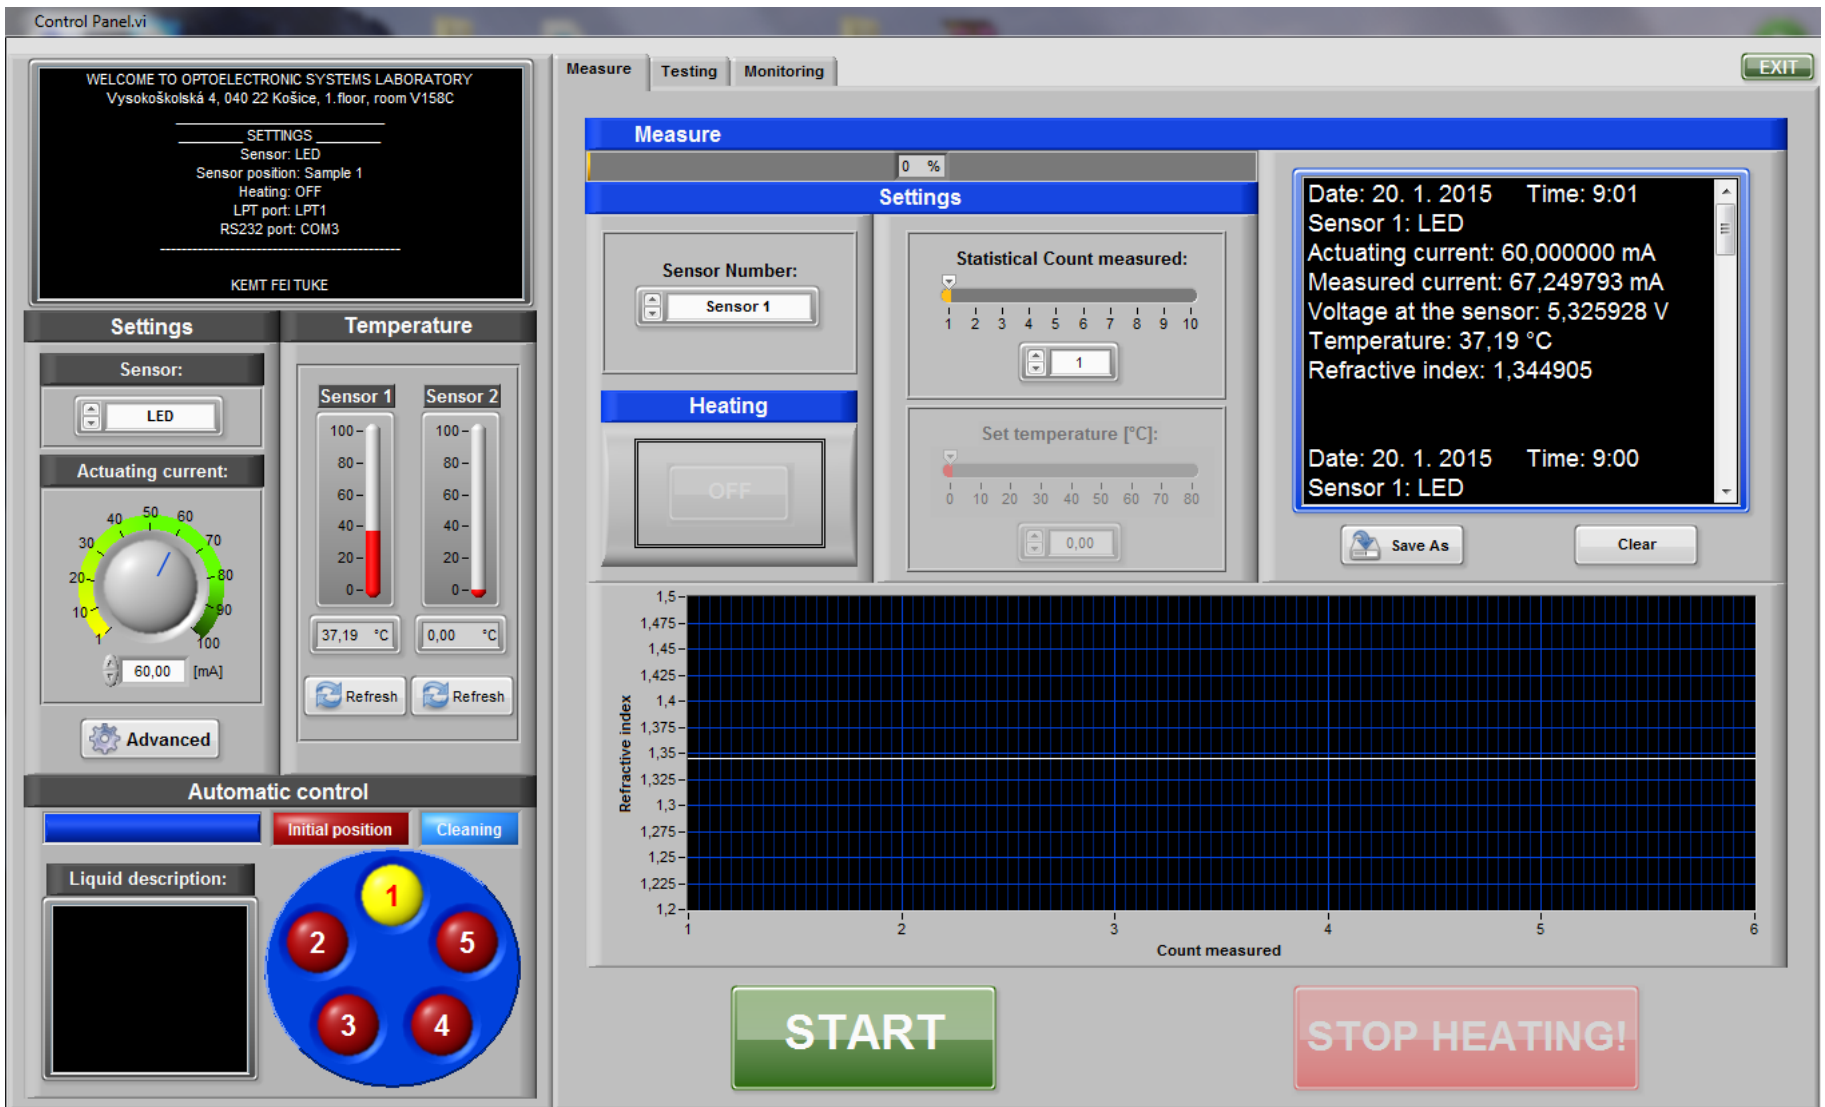 Control Panel.vi
WELCOME TO OPTOELECTRONIC SYSTEMS LABORATORY
Vysokoškolská 4, 040 22 Košice, 1.floor, room V158C
SETTINGS
Sensor: LED
Sensor position: Sample 1
Heating: OFF
LPT port: LPT1
RS232 port: COM3
KEMT FEI TUKE
Settings
Sensor:
LED
Actuating current:
1
10
20
30
40
50
60
70
80
90
100
60,00 [mA]
Advanced
Temperature
Sensor 1
100
80
60
40
20
0
37,19 °C
Refresh
Sensor 2
100
80
60
40
20
0
0,00 °C
Refresh
Automatic control
Initial position
Cleaning
Liquid description:
1
2
3
4
5
Measure
Testing
Monitoring
EXIT
Measure
0 %
Settings
Sensor Number:
Sensor 1
Heating
OFF
Statistical Count measured:
1 2 3 4 5 6 7 8 9 10
1
Set temperature [°C]:
0 10 20 30 40 50 60 70 80
0,00
Date: 20. 1. 2015 Time: 9:01
Sensor 1: LED
Actuating current: 60,000000 mA
Measured current: 67,249793 mA
Voltage at the sensor: 5,325928 V
Temperature: 37,19 °C
Refractive index: 1,344905
Date: 20. 1. 2015 Time: 9:00
Sensor 1: LED
Save As
Clear
Refractive index
1,5
1,475
1,45
1,425
1,4
1,375
1,35
1,325
1,3
1,275
1,25
1,225
1,2
1 2 3 4 5 6
Count measured
START
STOP HEATING!